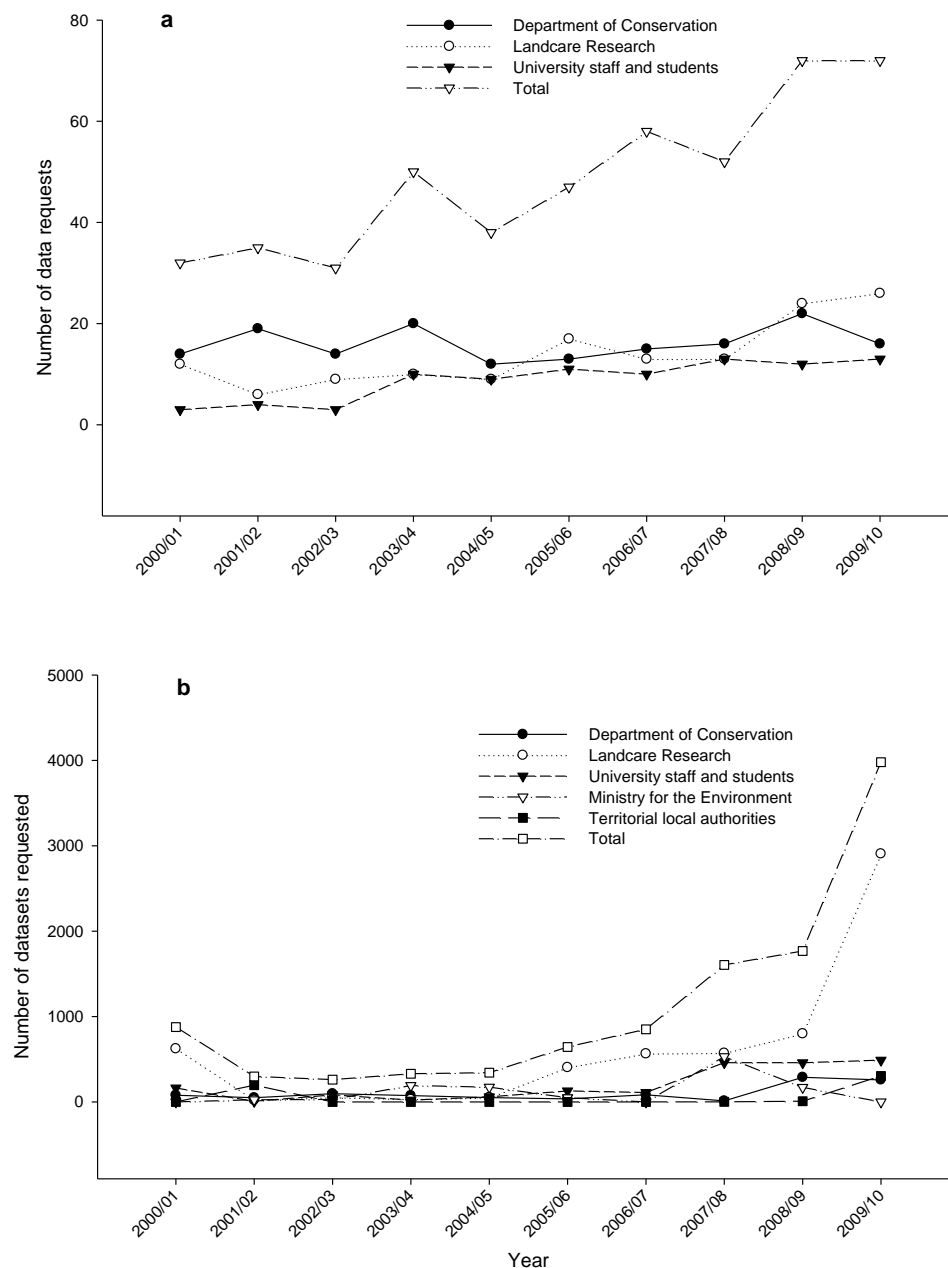 a
Department of Conservation
Landcare Research
University staff and students
Total
Number of data requests
80
60
40
20
0
2000/01
2001/02
2002/03
2003/04
2004/05
2005/06
2006/07
2007/08
2008/09
2009/10
b
Department of Conservation
Landcare Research
University staff and students
Ministry for the Environment
Territorial local authorities
Total
Number of datasets requested
5000
4000
3000
2000
1000
0
2000/01
2001/02
2002/03
2003/04
2004/05
2005/06
2006/07
2007/08
2008/09
2009/10
Year